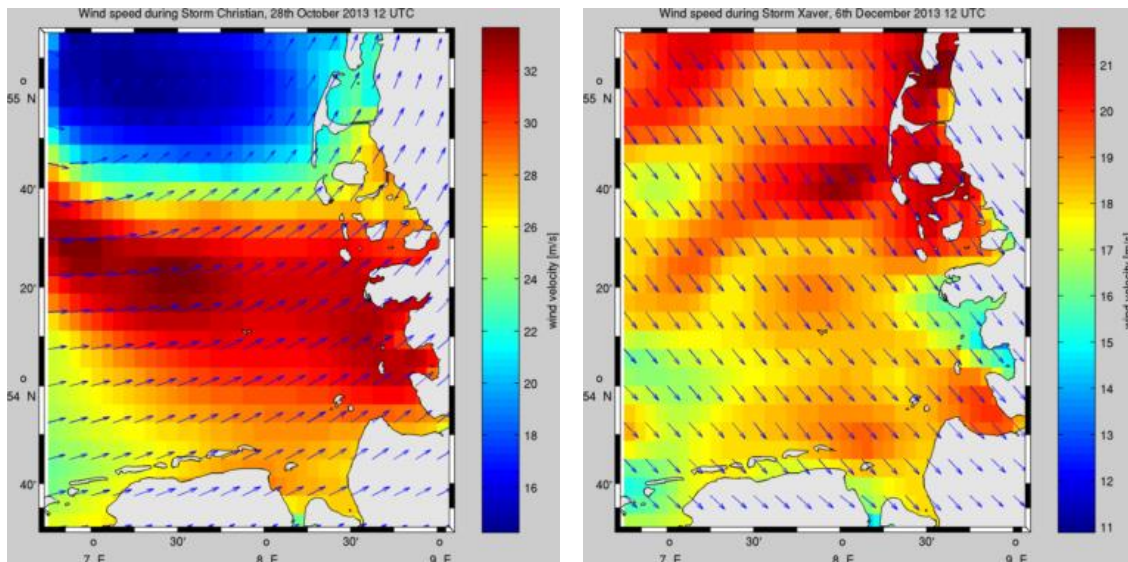 Wind speed during Storm Christian, 28th October 2013 12 UTC
o
55 N
40'
20'
o
54 N
40'
o
7 E
30'
o
8 E
30'
o
9 E
32
30
28
26
24
22
20
18
16
wind velocity [m/s]
Wind speed during Storm Xaver, 6th December 2013 12 UTC
o
55 N
40'
20'
o
54 N
40'
o
7 E
30'
o
8 E
30'
o
9 E
21
20
19
18
17
16
15
14
13
12
11
wind velocity [m/s]